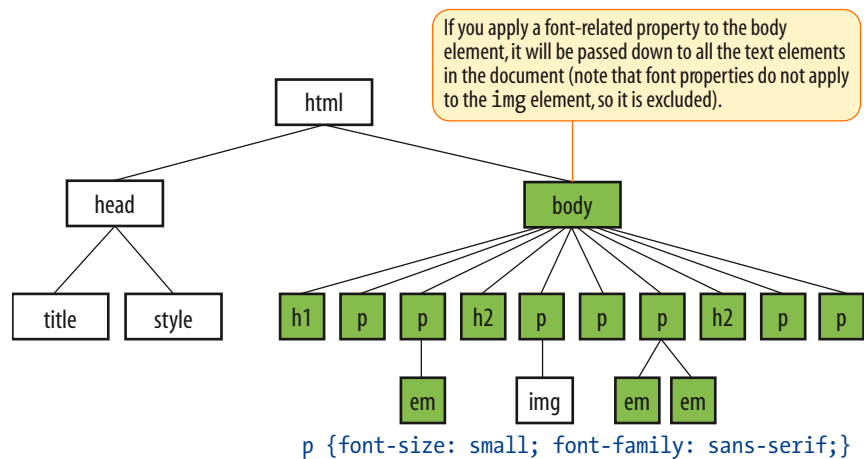 If you apply a font-related property to the body
element, it will be passed down to all the text elements
in the document (note that font properties do not apply
to the img element, so it is excluded).
html
head
body
title
style
h1
p
p
h2
p
p
p
h2
p
p
em
img
em
em
p {font-size: small; font-family: sans-serif;}